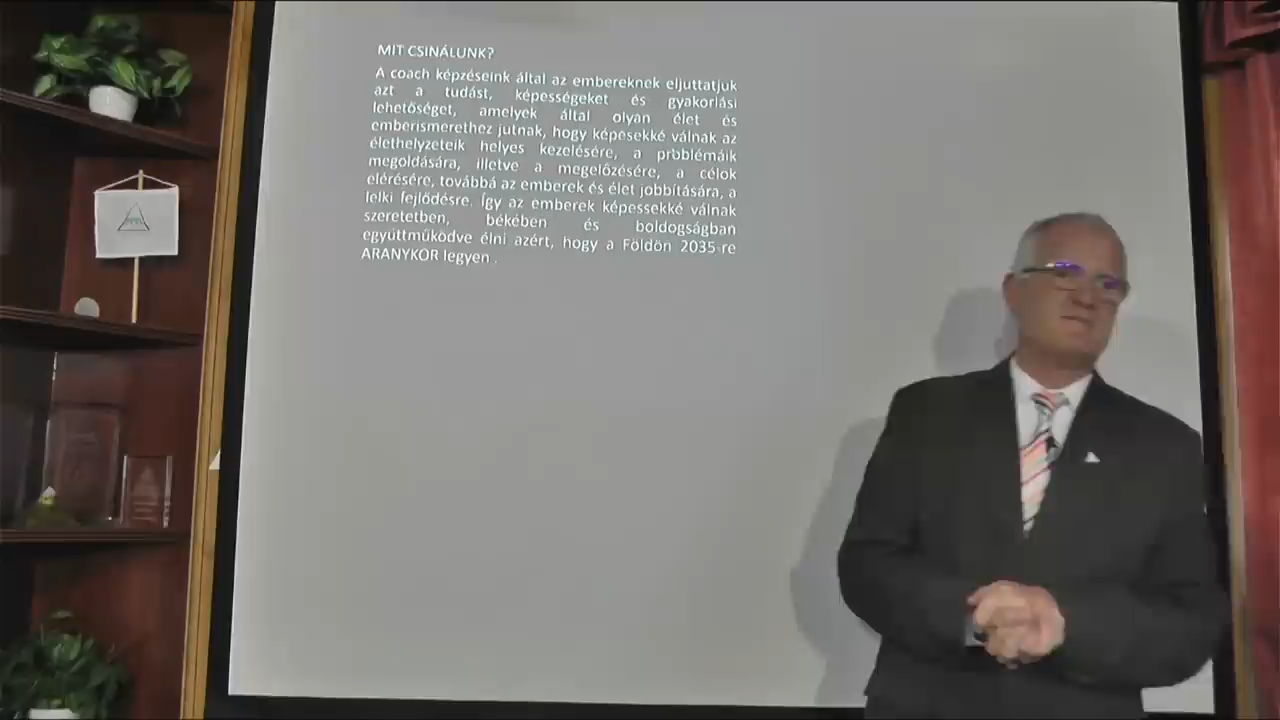 MIT CSINÁLUNK?
A coach képzéseink által az embereknek eljuttatjuk
azt a tudást, képességeket és gyakorlási
lehetőséget, amelyek által olyan élet és
emberismerethez jutnak, hogy képesekké válnak az
élethelyzeteik helyes kezelésére, a problémáik
megoldására, illetve a megelőzésére, a célok
elérésére, továbbá az emberek és élet jobbítására, a
lelki fejlődésre. Így az emberek képessekké válnak
szeretetben, békében és boldogságban
együttműködve élni azért, hogy a Földön 2035-re
ARANYKOR legyen .